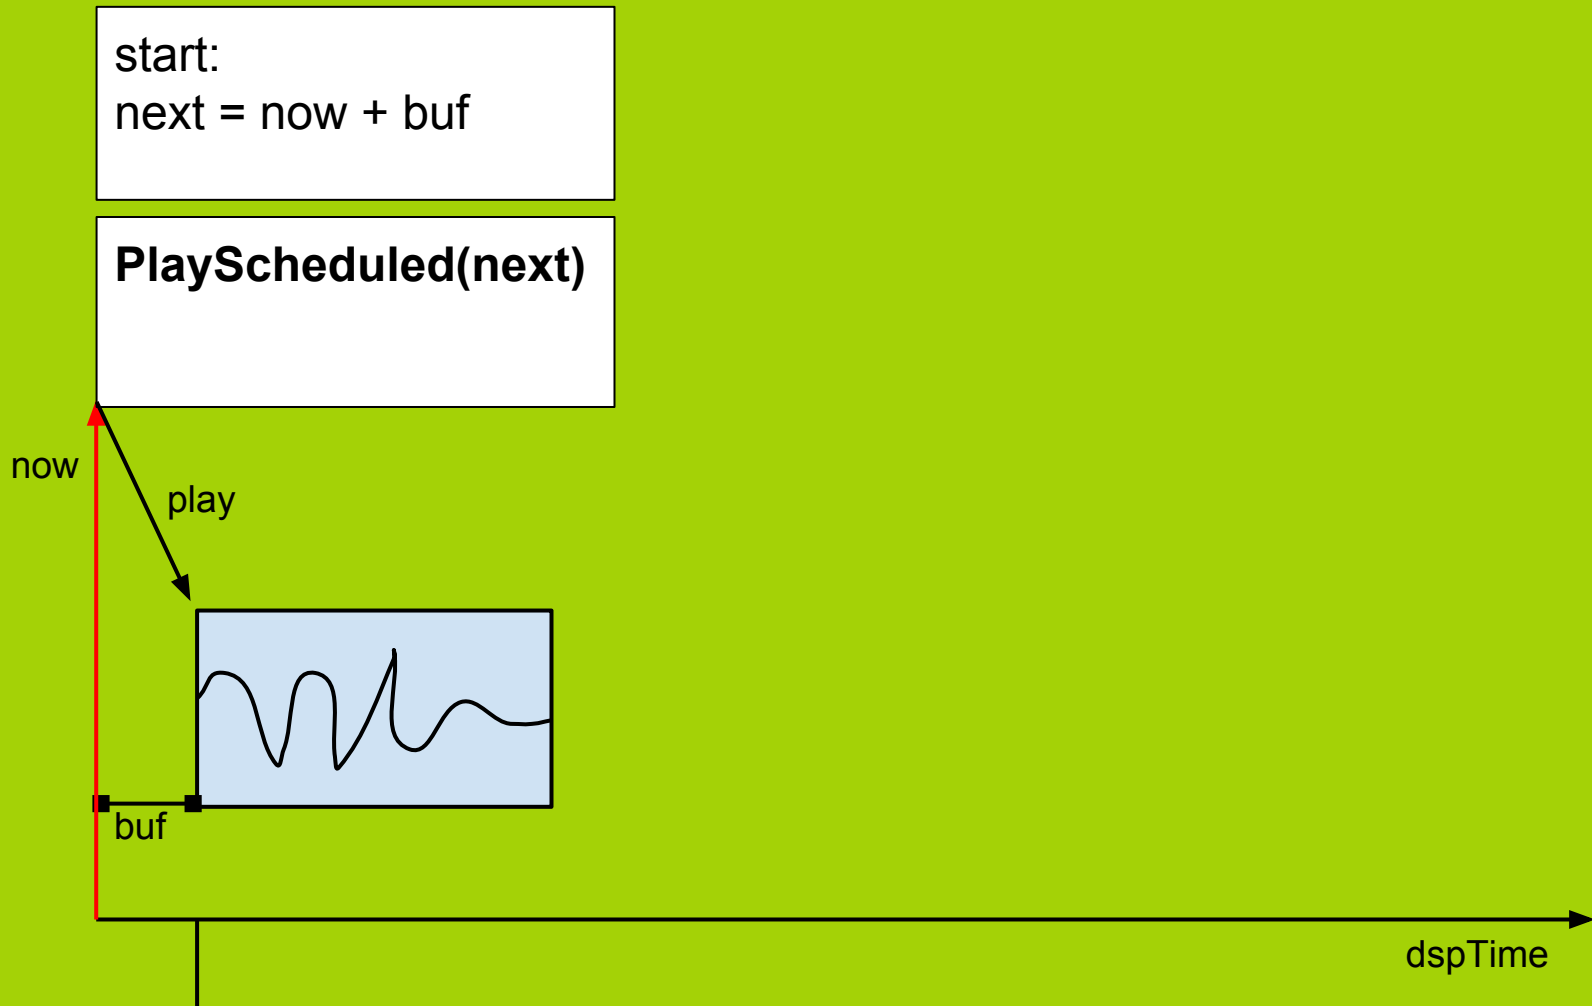 start:
next = now + buf
PlayScheduled(next)
now
play
buf
dspTime